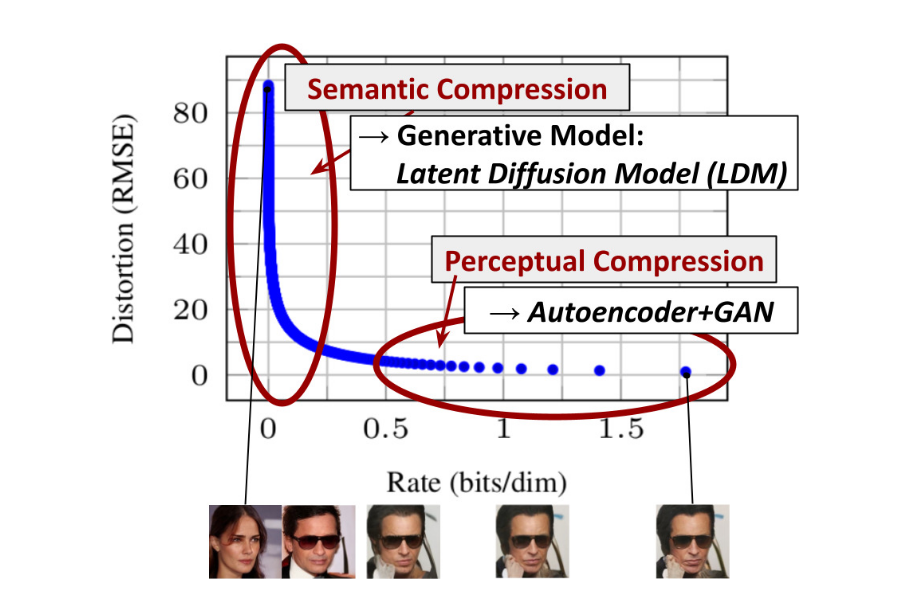 Semantic Compression
→ Generative Model:
Latent Diffusion Model (LDM)
Perceptual Compression
→ Autoencoder+GAN
Distortion (RMSE)
80
60
40
20
0
0 0.5 1 1.5
Rate (bits/dim)